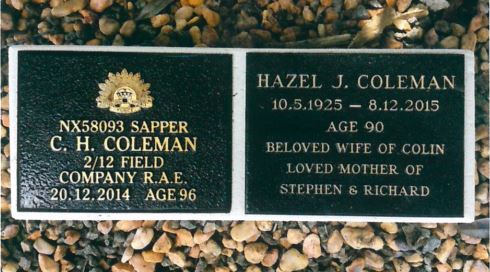 NX58093 SAPPER
C. H. COLEMAN
2/12 FIELD
COMPANY R.A.E.
20.12.2014 AGE 96
HAZEL J. COLEMAN
10.5.1925 – 8.12.2015
AGE 90
BELOVED WIFE OF COLIN
LOVED MOTHER OF
STEPHEN & RICHARD